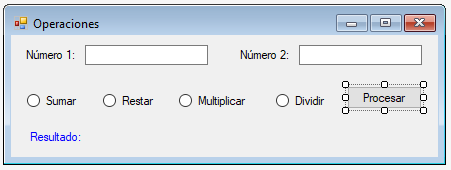 Operaciones
Número 1: Número 2:
Sumar Restar Multiplicar Dividir Procesar
Resultado: